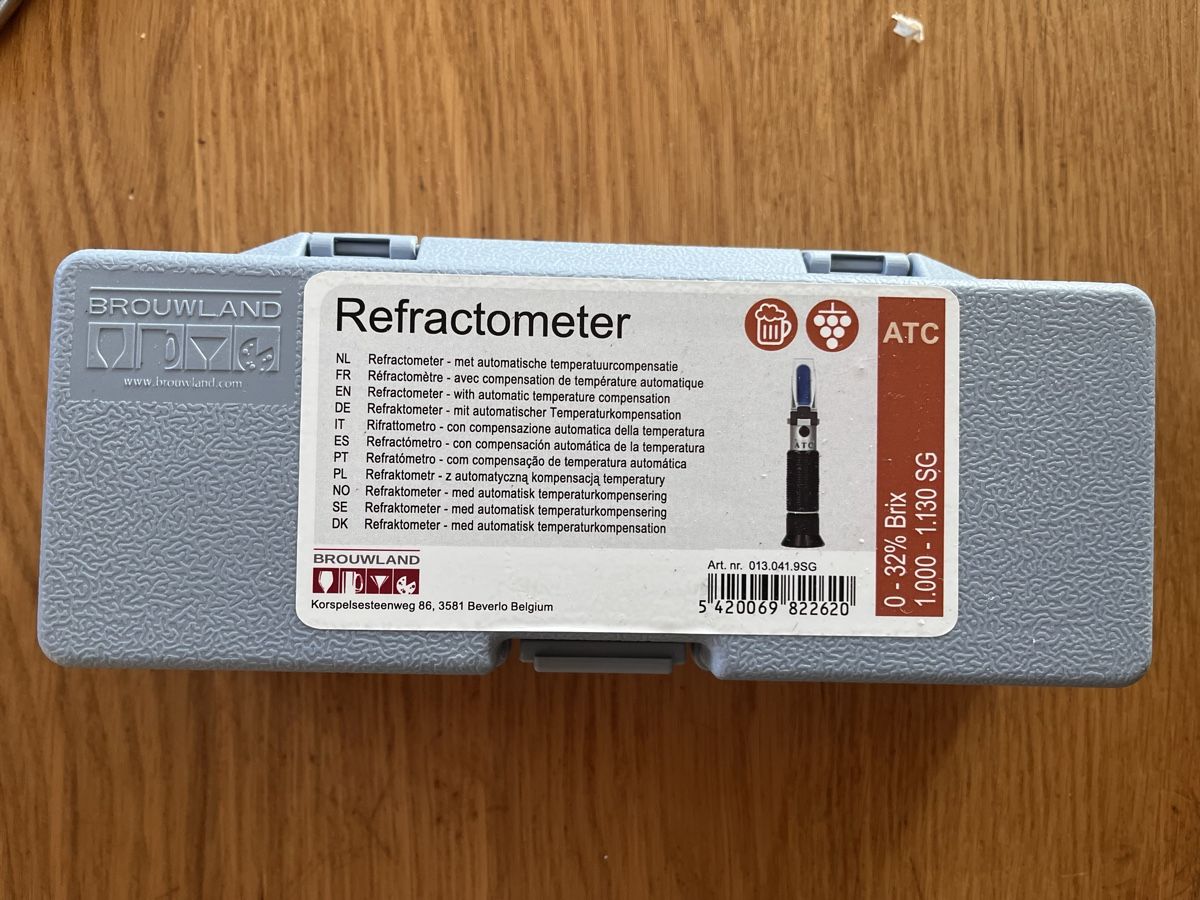 BROUWLAND
www.brouwland.com
Refractometer
NL Refractometer - met automatische temperatuurcompensatie
FR Réfractomètre - avec compensation de température automatique
EN Refractometer - with automatic temperature compensation
DE Refraktometer - mit automatischer Temperaturkompensation
IT Rifrattometro - con compensazione automatica della temperatura
ES Refractómetro - con compensación automática de la temperatura
PT Refratómetro - com compensação de temperatura automática
PL Refraktometr - z automatyczną kompensacją temperatury
NO Refraktometer - med automatisk temperaturkompensering
SE Refraktometer - med automatisk temperaturkompensering
DK Refraktometer - med automatisk temperaturkompensation
BROUWLAND
Korspelsesteenweg 86, 3581 Beverlo Belgium
ATC
Art. nr. 013.041.9SG
5 420069 822620
ATC
0 - 32% Brix
1.000 - 1.130 SG